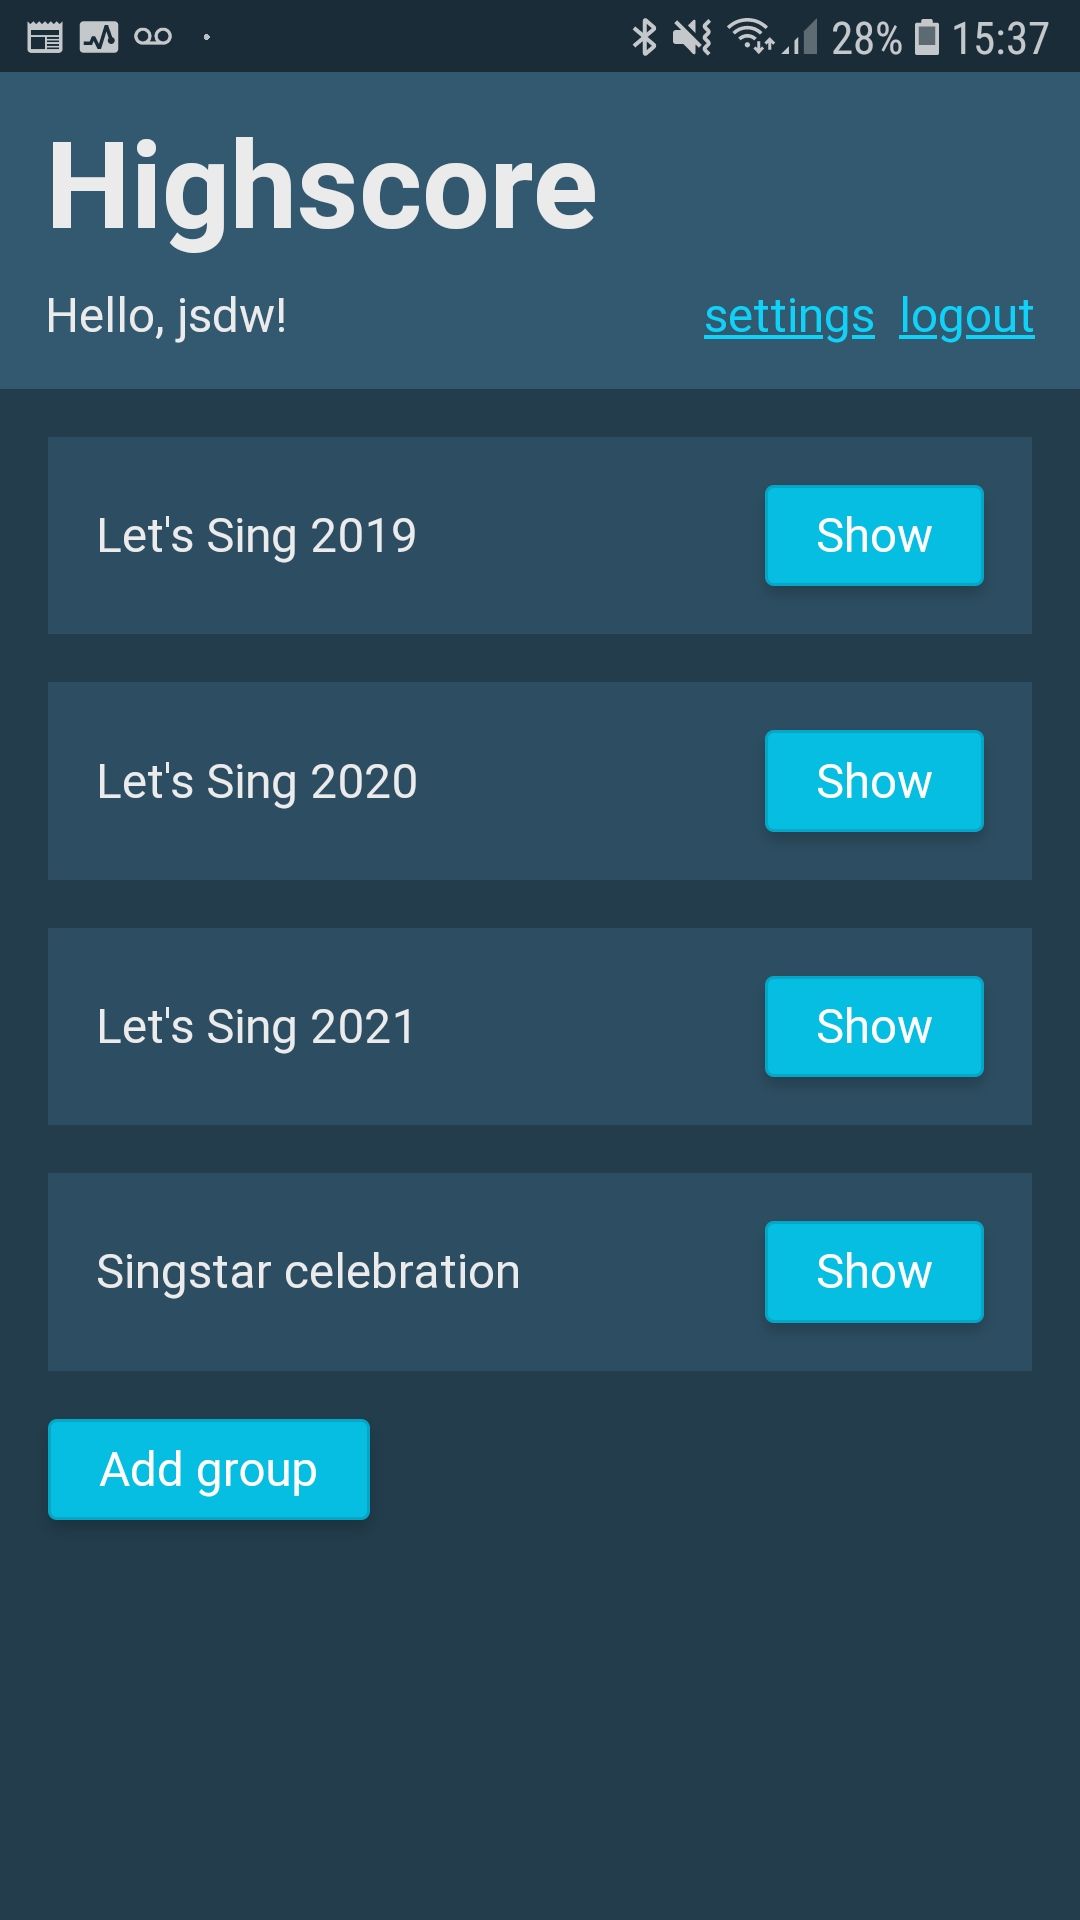 28% 15:37
Highscore
Hello, jsdw! settings logout
Let's Sing 2019 Show
Let's Sing 2020 Show
Let's Sing 2021 Show
Singstar celebration Show
Add group